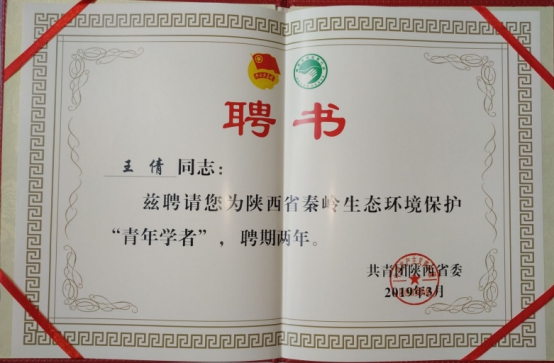 聘书
王倩 同志：
兹聘请您为陕西省秦岭生态环境保护
“青年学者”，聘期两年。
共青团陕西省委
2019年3月